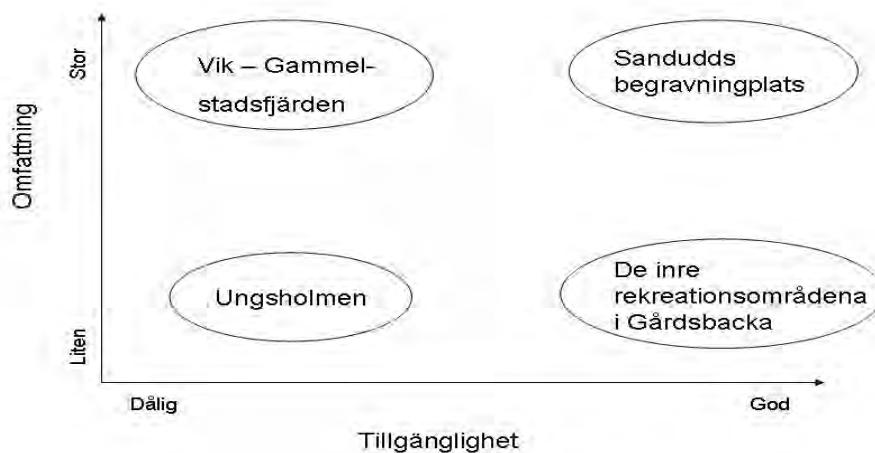 Stor
Omfattning
Liten
Vik – Gammel-
stadsfjärden
Sandudds
begravningplats
Ungsholmen
De inre
rekreationsområdena
i Gårdsbacka
Dålig
God
Tillgänglighet